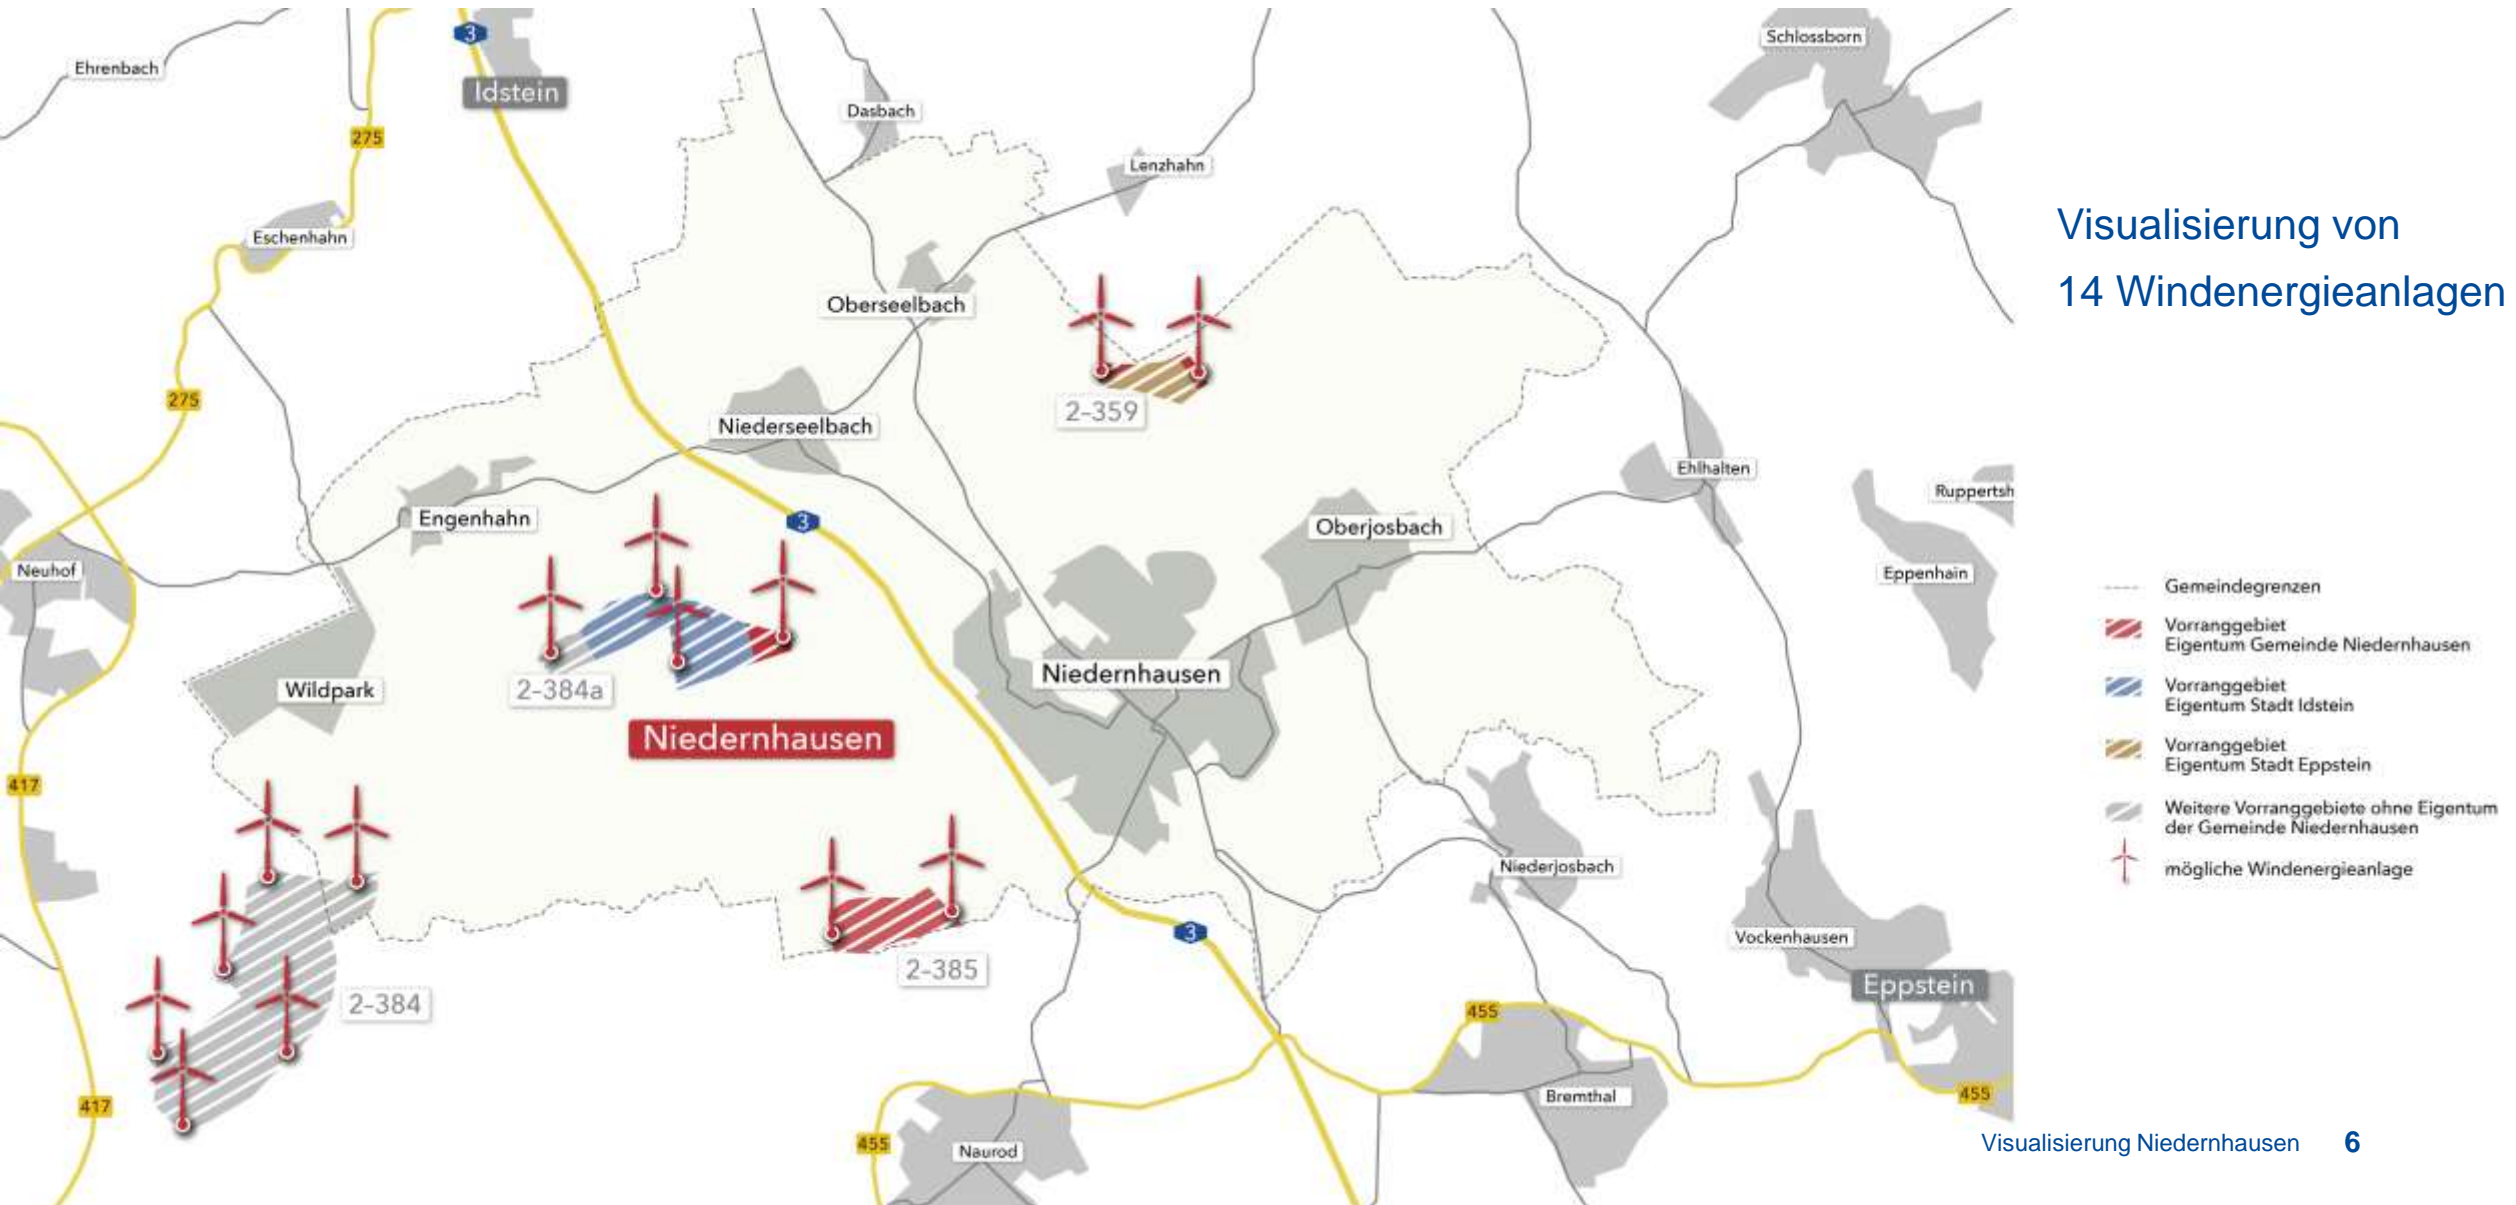 3
Ehrenbach
Idstein
275
Dasbach
Schlossborn
Lenzhahn
Eschenhahn
Visualisierung von
14 Windenergieanlagen
Oberseelbach
275
2-359
Niederseelbach
Ehlhalten
Ruppertsh
Engenhahn
3
Oberjosbach
Neuhof
Eppenhain
Niedernhausen
Wildpark
2-384a
Niedernhausen
417
Niederjosbach
Vockenhausen
3
2-385
Eppstein
2-384
455
Bremthal
455
417
455
Naurod
Gemeindegrenzen
Vorranggebiet
Eigentum Gemeinde Niedernhausen
Vorranggebiet
Eigentum Stadt Idstein
Vorranggebiet
Eigentum Stadt Eppstein
Weitere Vorranggebiete ohne Eigentum
der Gemeinde Niedernhausen
mögliche Windenergieanlage
Visualisierung Niedernhausen 6